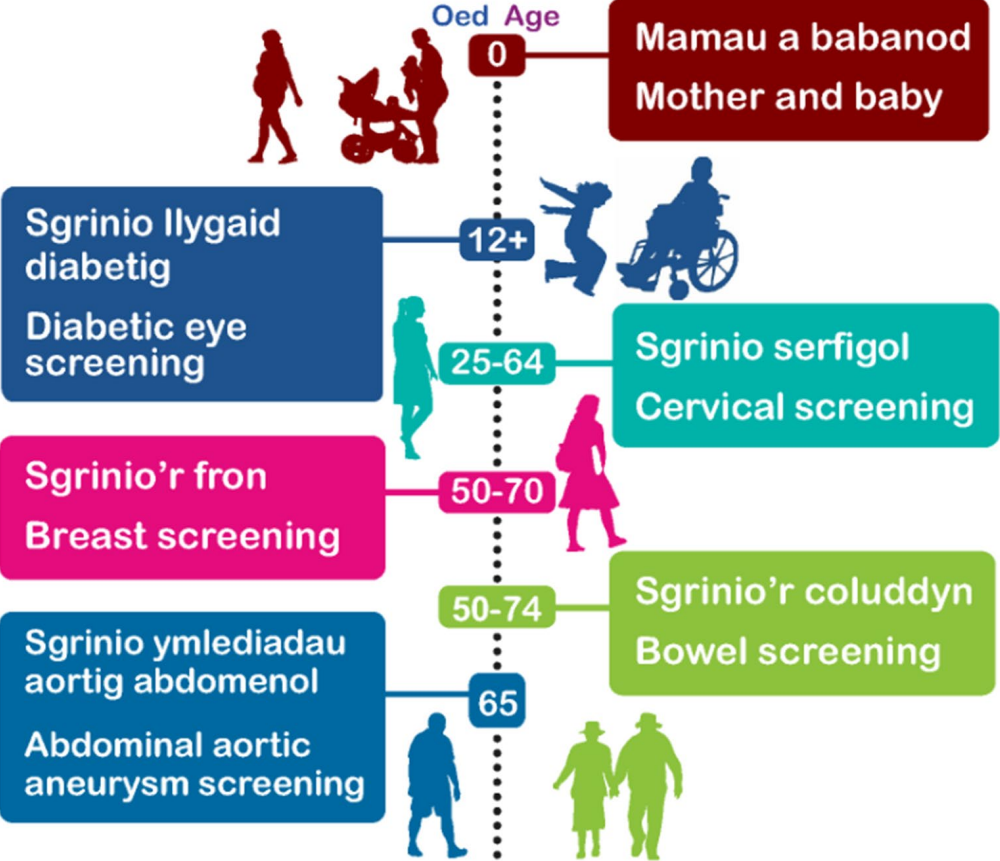 Oed Age
0
Mamau a babanod
Mother and baby
12+
Sgrinio llygaid
diabetig
Diabetic eye
screening
25-64
Sgrinio serfigol
Cervical screening
50-70
Sgrinio’r fron
Breast screening
50-74
Sgrinio’r coluddyn
Bowel screening
65
Sgrinio ymlediadau
aortig abdomenol
Abdominal aortic
aneurysm screening